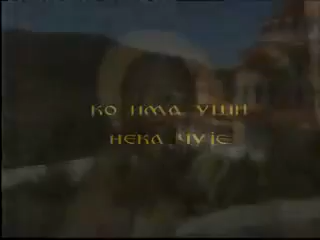 ко има уши
нека чује